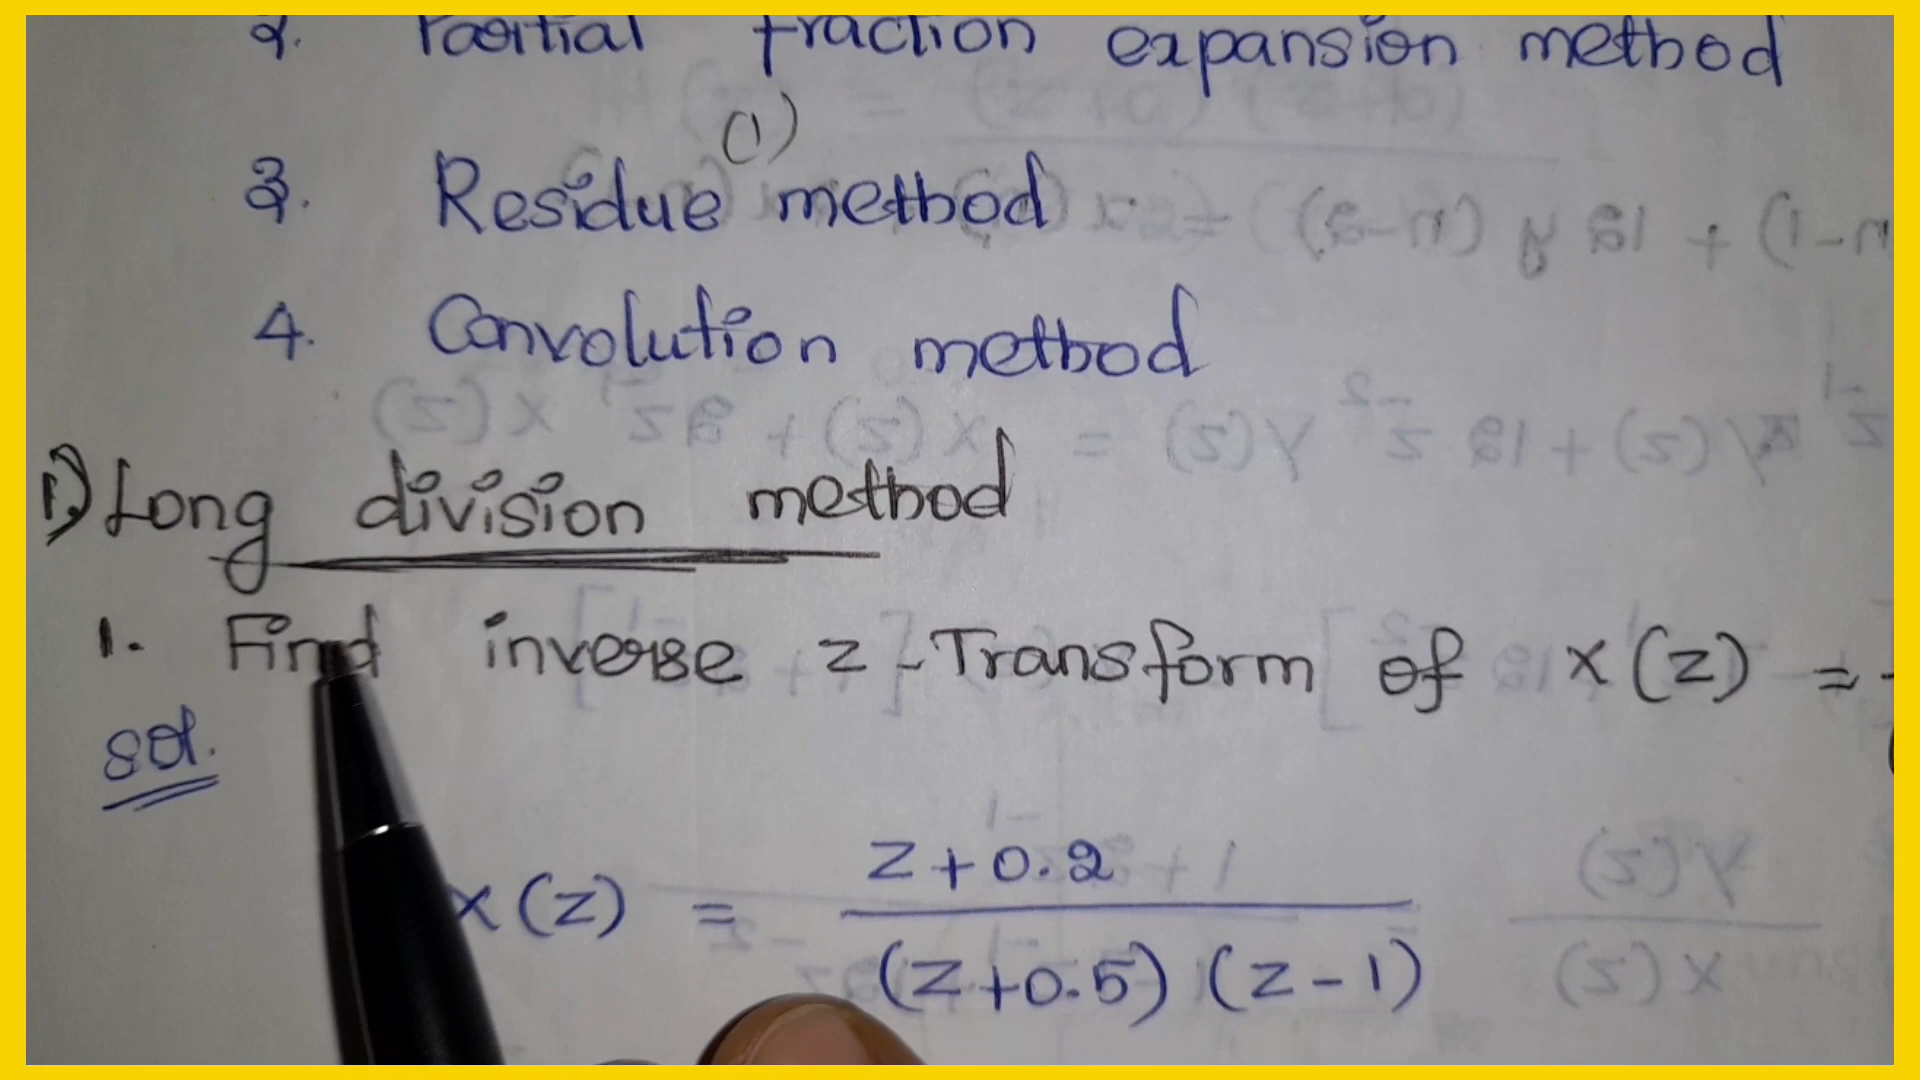 2. Partial fraction expansion method
(1)
3. Residue method
4. Convolution method
1) Long division method
1. Find inverse z-Transform of X(z) =
sol.
X(z) = z+0.2 / (z+0.5) (z-1)